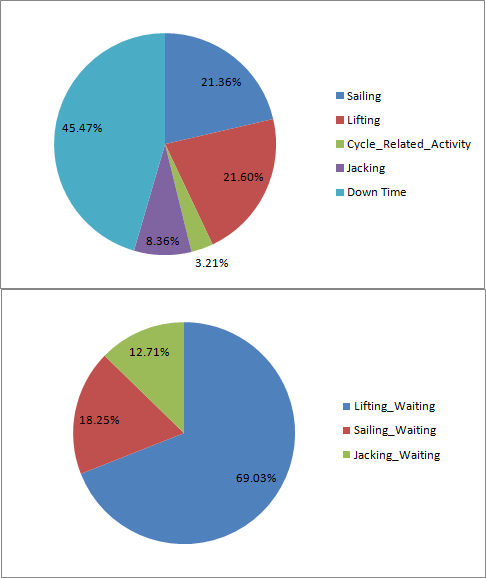 21.36%
21.60%
3.21%
8.36%
45.47%
Sailing
Lifting
Cycle_Related_Activity
Jacking
Down Time
12.71%
18.25%
69.03%
Lifting_Waiting
Sailing_Waiting
Jacking_Waiting